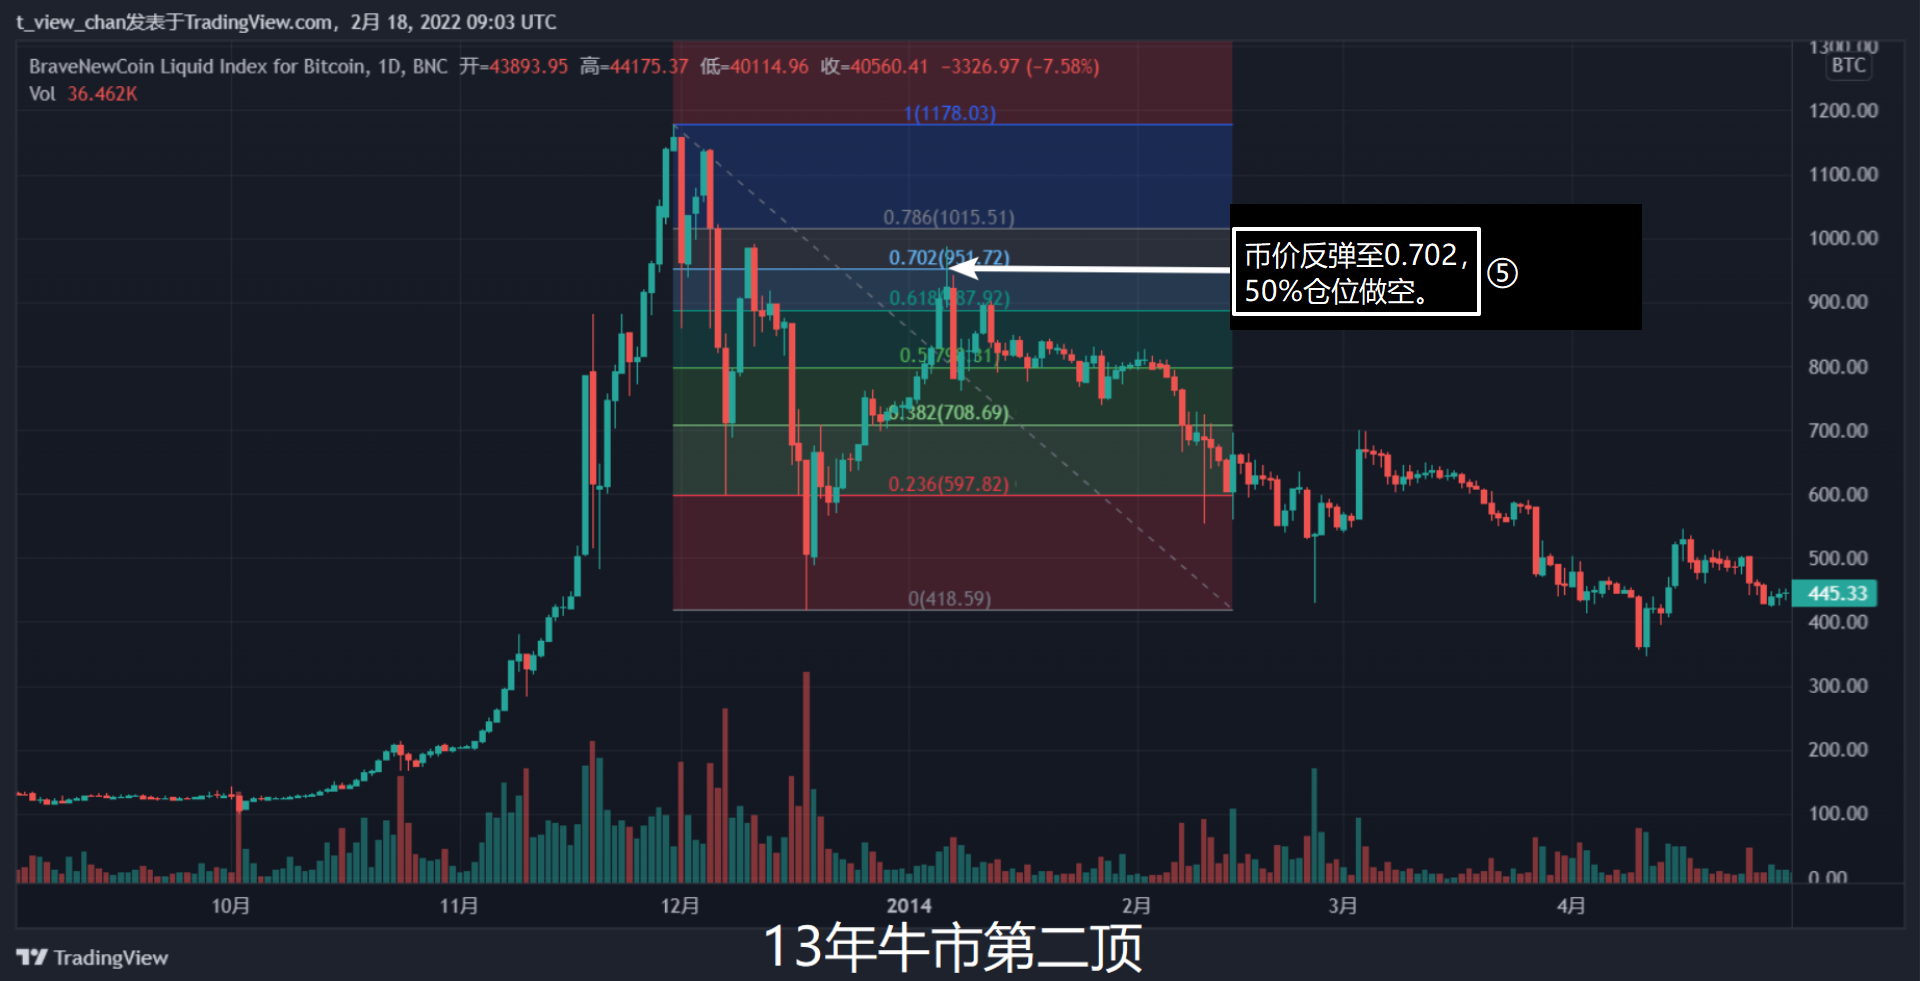 t_view_chan发表于TradingView.com，2月 18, 2022 09:03 UTC
BraveNewCoin Liquid Index for Bitcoin, 1D, BNC 开=43893.95 高=44175.37 低=40114.96 收=40560.41 −3326.97 (−7.58%)
Vol 36.462K
1300.00
BTC
1200.00
1100.00
1000.00
900.00
800.00
700.00
600.00
500.00
445.33
400.00
300.00
200.00
100.00
0.00
1(1178.03)
0.786(1015.51)
0.702(951.72)
0.618(887.92)
0.5(798.31)
0.382(708.69)
0.236(597.82)
0(418.59)
币价反弹至0.702，
50%仓位做空。
⑤
10月 11月 12月 2014 2月 3月 4月
13年牛市第二顶
TradingView